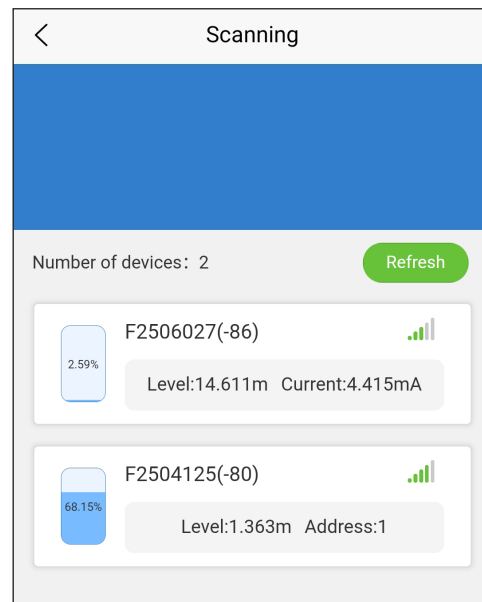 Scanning
Number of devices：2
Refresh
F2506027(-86)
2.59%
Level:14.611m Current:4.415mA
F2504125(-80)
68.15%
Level:1.363m Address:1